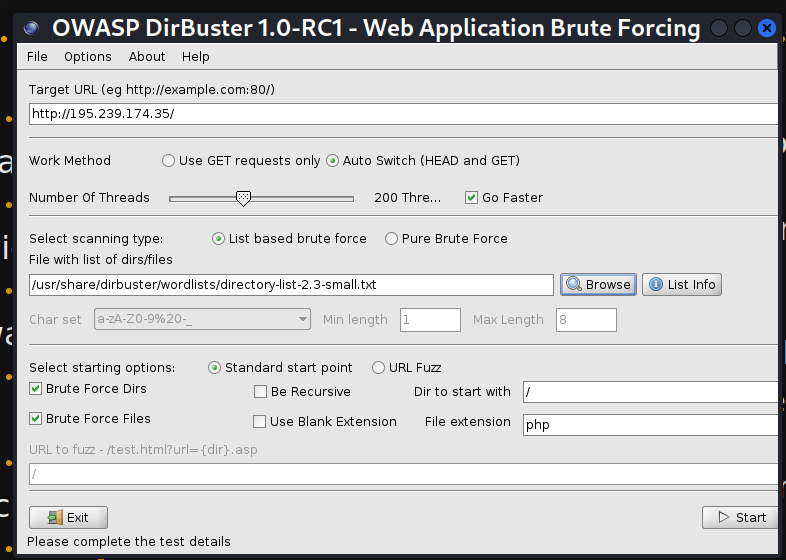 OWASP DirBuster 1.0-RC1 - Web Application Brute Forcing
File Options About Help
Target URL (eg http://example.com:80/)
http://195.239.174.35/
Work Method Use GET requests only Auto Switch (HEAD and GET)
Number Of Threads 200 Thre... Go Faster
Select scanning type: List based brute force Pure Brute Force
File with list of dirs/files
/usr/share/dirbuster/wordlists/directory-list-2.3-small.txt Browse List Info
Char set a-zA-Z0-9%20-_ Min length 1 Max Length 8
Select starting options: Standard start point URL Fuzz
Brute Force Dirs Be Recursive Dir to start with /
Brute Force Files Use Blank Extension File extension php
URL to fuzz - /test.html?url={dir}.asp
/
Exit Start
Please complete the test details